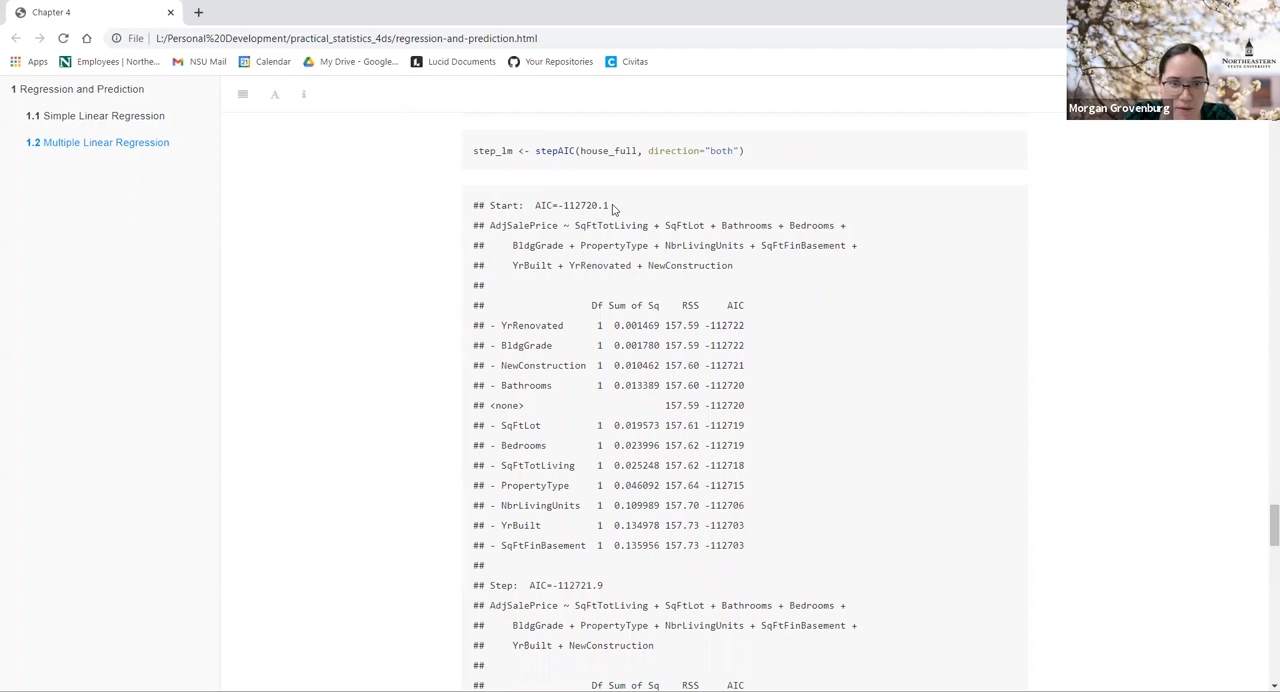 Chapter 4
File | L:/Personal%20Development/practical_statistics_4ds/regression-and-prediction.html
Apps Employees (Northe... NSU Mail Calendar My Drive - Google... Lucid Documents Your Repositories Civitas
NORTHEASTERN
STATE UNIVERSITY
Morgan Grovenburg
1 Regression and Prediction
1.1 Simple Linear Regression
1.2 Multiple Linear Regression
step_lm <- stepAIC(house_full, direction="both")
## Start:  AIC=-112720.1
## AdjSalePrice ~ SqFtTotLiving + SqFtLot + Bathrooms + Bedrooms +
##     BldgGrade + PropertyType + NbrLivingUnits + SqFtFinBasement +
##     YrBuilt + YrRenovated + NewConstruction
##
##                   Df Sum of Sq    RSS     AIC
## - YrRenovated      1  0.001469 157.59 -112722
## - BldgGrade        1  0.001780 157.59 -112722
## - NewConstruction  1  0.010462 157.60 -112721
## - Bathrooms        1  0.013389 157.60 -112720
## <none>                         157.59 -112720
## - SqFtLot          1  0.019573 157.61 -112719
## - Bedrooms         1  0.023996 157.62 -112719
## - SqFtTotLiving    1  0.025248 157.62 -112718
## - PropertyType     1  0.046092 157.64 -112715
## - NbrLivingUnits   1  0.109989 157.70 -112706
## - YrBuilt          1  0.134978 157.73 -112703
## - SqFtFinBasement  1  0.135956 157.73 -112703
##
## Step:  AIC=-112721.9
## AdjSalePrice ~ SqFtTotLiving + SqFtLot + Bathrooms + Bedrooms +
##     BldgGrade + PropertyType + NbrLivingUnits + SqFtFinBasement +
##     YrBuilt + NewConstruction
##
##                   Df Sum of Sq    RSS     AIC